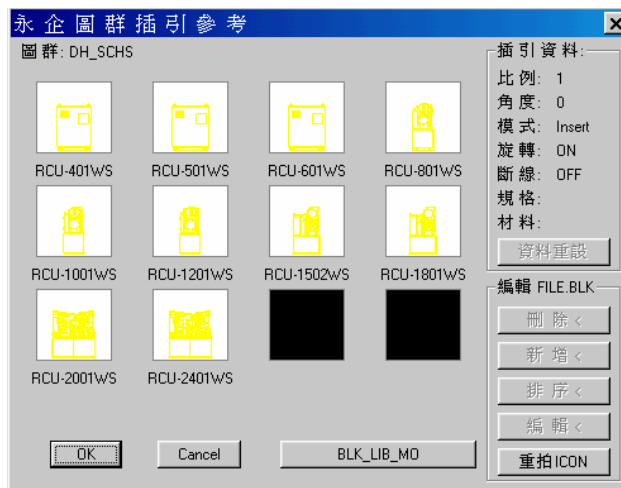 永企圖群插引參考
圖群: DH_SCHS
RCU-401WS RCU-501WS RCU-601WS RCU-801WS
RCU-1001WS RCU-1201WS RCU-1502WS RCU-1801WS
RCU-2001WS RCU-2401WS
OK Cancel BLK_LIB_MO
插引資料:
比例: 1
角度: 0
模式: Insert
旋轉: ON
斷線: OFF
規格:
材料:
資料重設
編輯 FILE.BLK
刪除<
新增<
排序<
編輯<
重拍ICON